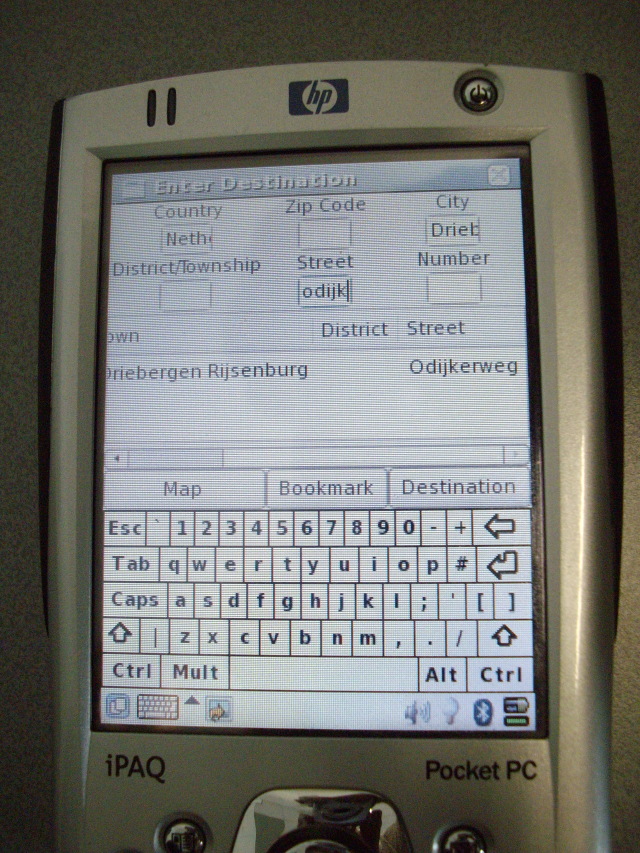 hp
Enter Destination
Country Zip Code City
Neth Drieb
District/Township Street Number
odijk
own District Street
Driebergen Rijsenburg Odijkerweg
Map Bookmark Destination
Esc ` 1 2 3 4 5 6 7 8 9 0 - +
Tab q w e r t y u i o p #
Caps a s d f g h j k l ; ' [ ]
| z x c v b n m , . /
Ctrl Mult Alt Ctrl
iPAQ Pocket PC